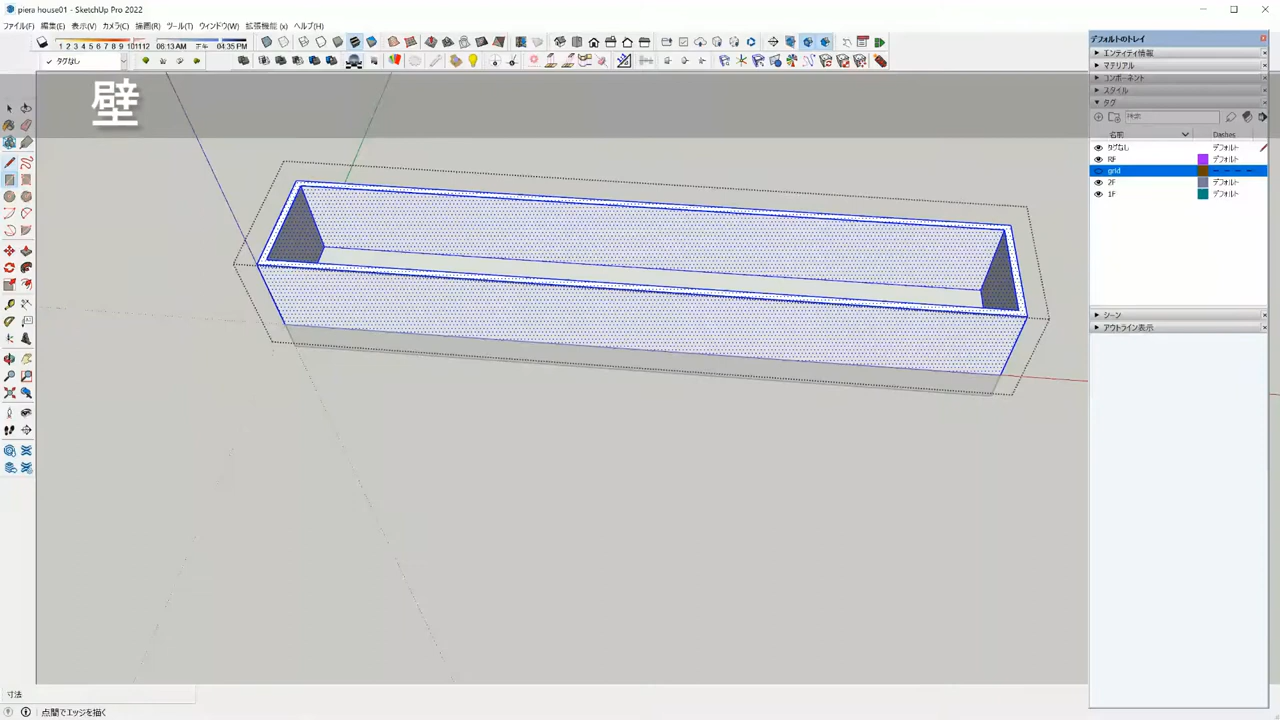 piera house01 - SketchUp Pro 2022
ファイル(F) 編集(E) 表示(V) カメラ(C) 描画(R) ツール(T) ウィンドウ(W) 拡張機能 (x) ヘルプ(H)
1 2 3 4 5 6 7 8 9 101112 06:13 AM 04:35 PM
タグなし
壁
デフォルトのトレイ
エンティティ情報
マテリアル
コンポーネント
スタイル
タグ
検索
名前 Dashes
タグなし デフォルト
RF デフォルト
grid
2F デフォルト
1F デフォルト
シーン
アウトライン表示
寸法
点間でエッジを描く